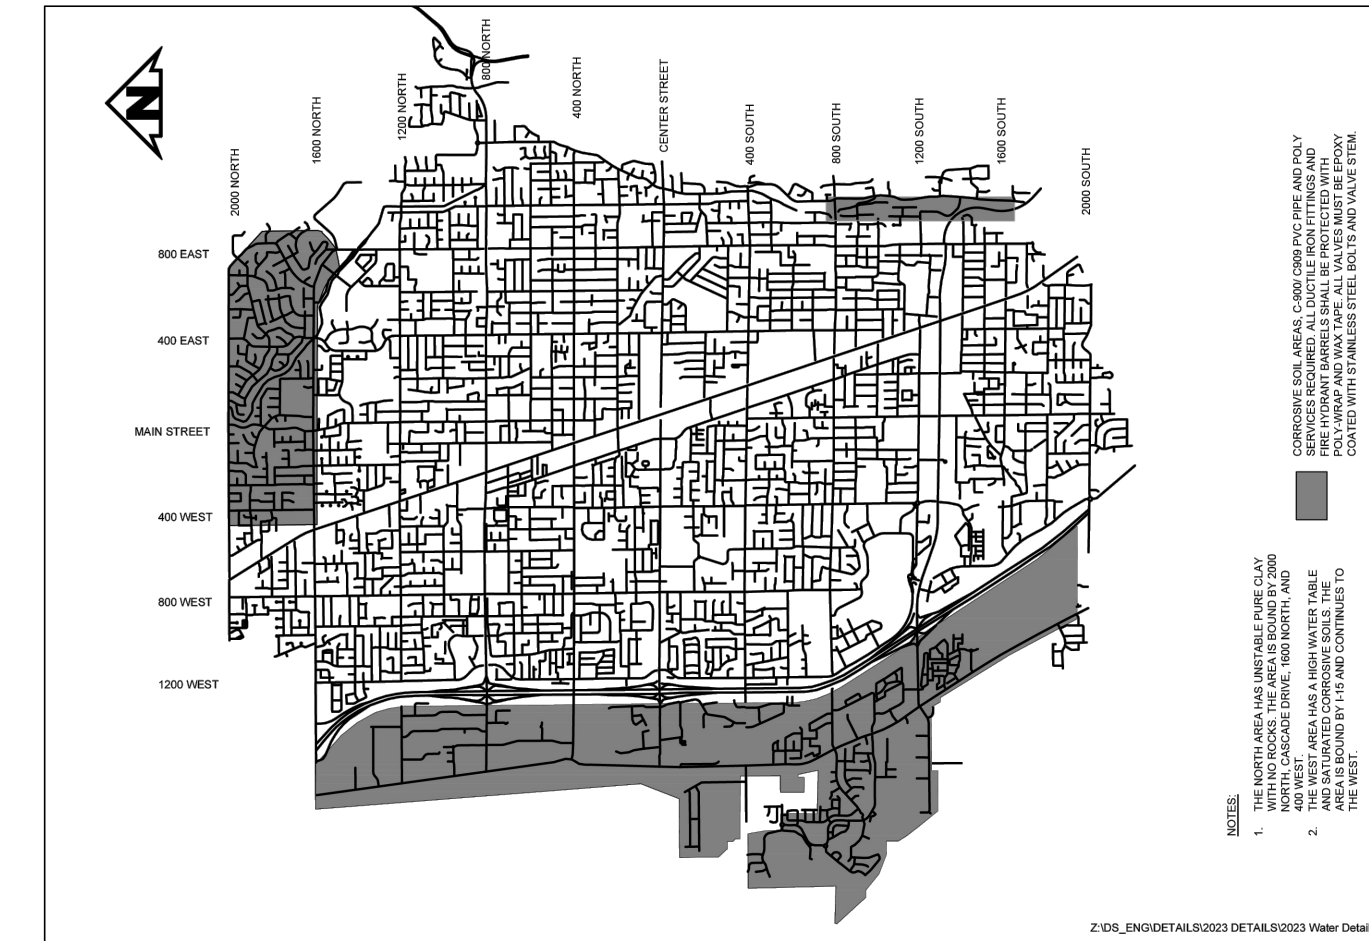 N
2000 NORTH
1600 NORTH
1200 NORTH
800 NORTH
400 NORTH
CENTER STREET
400 SOUTH
800 SOUTH
1200 SOUTH
1600 SOUTH
2000 SOUTH
800 EAST
400 EAST
MAIN STREET
400 WEST
800 WEST
1200 WEST
CORROSIVE SOIL AREAS, C-900/ C909 PVC PIPE AND POLY
SERVICES REQUIRED. ALL DUCTILE IRON FITTINGS AND
FIRE HYDRANT BARRELS SHALL BE PROTECTED WITH
POLY-WRAP AND WAX TAPE. ALL VALVES MUST BE EPOXY
COATED WITH STAINLESS STEEL BOLTS AND VALVE STEM.
NOTES:
1. THE NORTH AREA HAS UNSTABLE PURE CLAY
WITH NO ROCKS. THE AREA IS BOUND BY 2000
NORTH, CASCADE DRIVE, 1600 NORTH, AND
400 WEST.
2. THE WEST AREA HAS A HIGH WATER TABLE
AND SATURATED CORROSIVE SOILS. THE
AREA IS BOUND BY I-15 AND CONTINUES TO
THE WEST.
Z:\DS_ENG\DETAILS\2023 DETAILS\2023 Water Detail